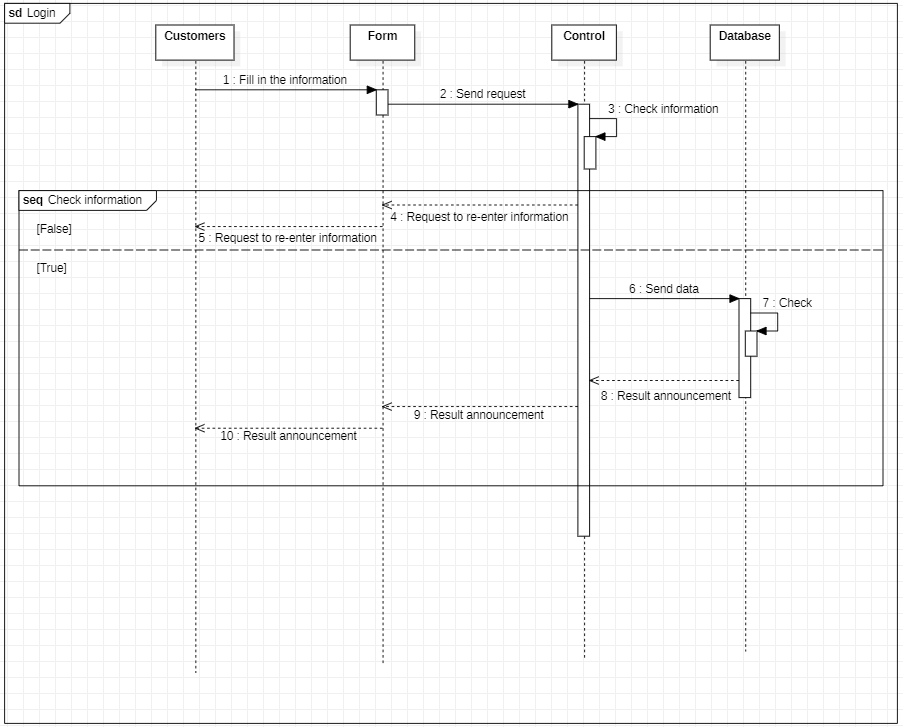 sd Login
Customers
Form
Control
Database
1 : Fill in the information
2 : Send request
3 : Check information
seq Check information
[False]
4 : Request to re-enter information
5 : Request to re-enter information
[True]
6 : Send data
7 : Check
8 : Result announcement
9 : Result announcement
10 : Result announcement